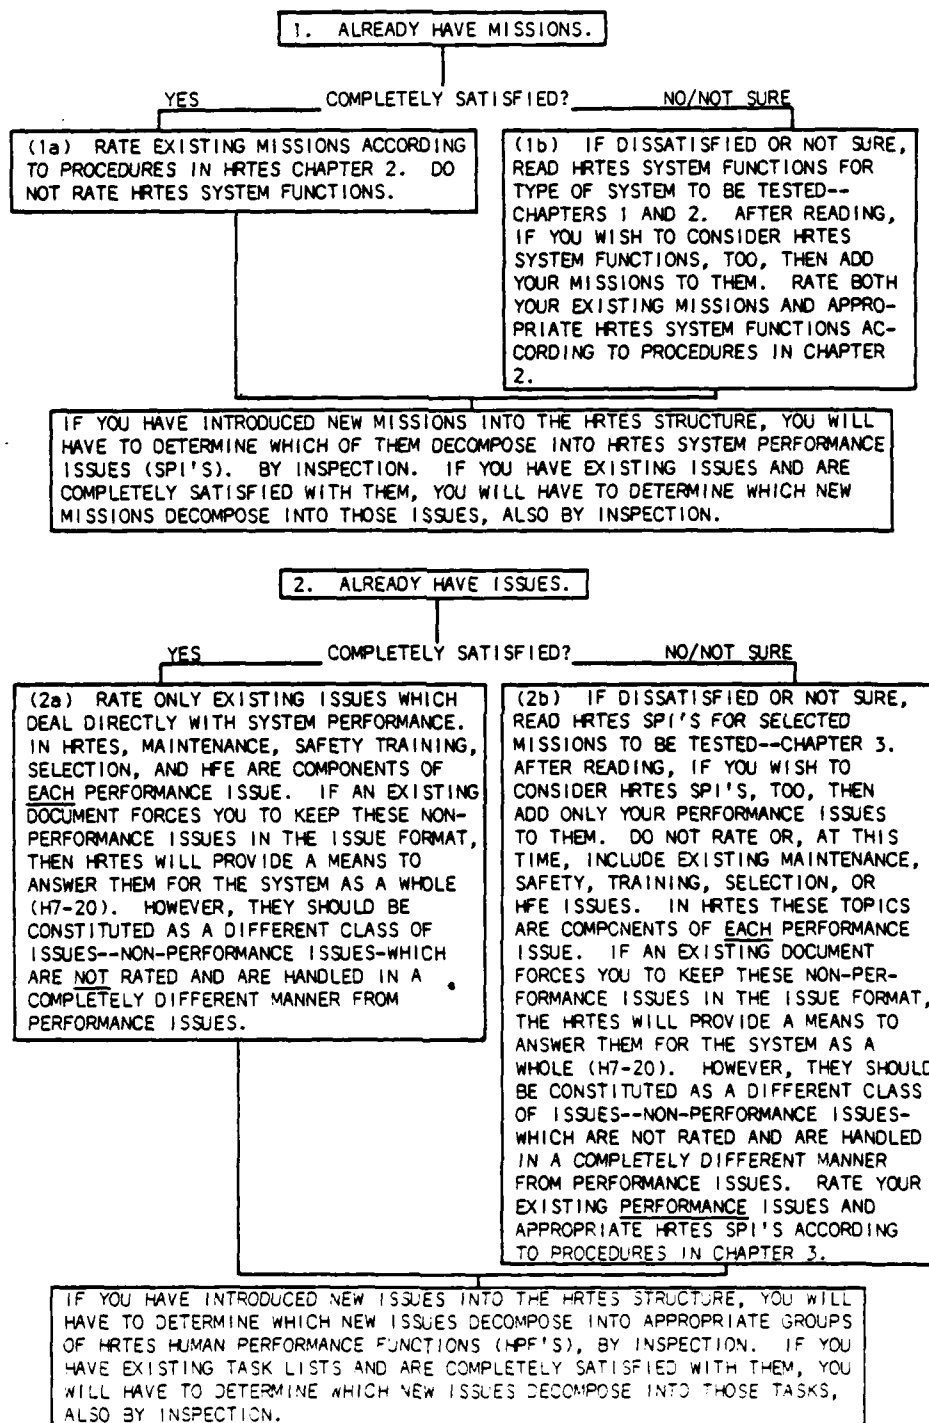 1. ALREADY HAVE MISSIONS.
YES COMPLETELY SATISFIED? NO/NOT SURE
(1a) RATE EXISTING MISSIONS ACCORDING
TO PROCEDURES IN HRTES CHAPTER 2. DO
NOT RATE HRTES SYSTEM FUNCTIONS.
(1b) IF DISSATISFIED OR NOT SURE,
READ HRTES SYSTEM FUNCTIONS FOR
TYPE OF SYSTEM TO BE TESTED--
CHAPTERS 1 AND 2. AFTER READING,
IF YOU WISH TO CONSIDER HRTES
SYSTEM FUNCTIONS, TOO, THEN ADD
YOUR MISSIONS TO THEM. RATE BOTH
YOUR EXISTING MISSIONS AND APPRO-
PRIATE HRTES SYSTEM FUNCTIONS AC-
CORDING TO PROCEDURES IN CHAPTER
2.
IF YOU HAVE INTRODUCED NEW MISSIONS INTO THE HRTES STRUCTURE, YOU WILL
HAVE TO DETERMINE WHICH OF THEM DECOMPOSE INTO HRTES SYSTEM PERFORMANCE
ISSUES (SPI'S). BY INSPECTION. IF YOU HAVE EXISTING ISSUES AND ARE
COMPLETELY SATISFIED WITH THEM, YOU WILL HAVE TO DETERMINE WHICH NEW
MISSIONS DECOMPOSE INTO THOSE ISSUES, ALSO BY INSPECTION.
2. ALREADY HAVE ISSUES.
YES COMPLETELY SATISFIED? NO/NOT SURE
(2a) RATE ONLY EXISTING ISSUES WHICH
DEAL DIRECTLY WITH SYSTEM PERFORMANCE.
IN HRTES, MAINTENANCE, SAFETY TRAINING,
SELECTION, AND HFE ARE COMPONENTS OF
EACH PERFORMANCE ISSUE. IF AN EXISTING
DOCUMENT FORCES YOU TO KEEP THESE NON-
PERFORMANCE ISSUES IN THE ISSUE FORMAT,
THEN HRTES WILL PROVIDE A MEANS TO
ANSWER THEM FOR THE SYSTEM AS A WHOLE
(H7-20). HOWEVER, THEY SHOULD BE
CONSTITUTED AS A DIFFERENT CLASS OF
ISSUES--NON-PERFORMANCE ISSUES-WHICH
ARE NOT RATED AND ARE HANDLED IN A
COMPLETELY DIFFERENT MANNER FROM
PERFORMANCE ISSUES.
(2b) IF DISSATISFIED OR NOT SURE,
READ HRTES SPI'S FOR SELECTED
MISSIONS TO BE TESTED--CHAPTER 3.
AFTER READING, IF YOU WISH TO
CONSIDER HRTES SPI'S, TOO, THEN
ADD ONLY YOUR PERFORMANCE ISSUES
TO THEM. DO NOT RATE OR, AT THIS
TIME, INCLUDE EXISTING MAINTENANCE,
SAFETY, TRAINING, SELECTION, OR
HFE ISSUES. IN HRTES THESE TOPICS
ARE COMPONENTS OF EACH PERFORMANCE
ISSUE. IF AN EXISTING DOCUMENT
FORCES YOU TO KEEP THESE NON-PER-
FORMANCE ISSUES IN THE ISSUE FORMAT,
THE HRTES WILL PROVIDE A MEANS TO
ANSWER THEM FOR THE SYSTEM AS A
WHOLE (H7-20). HOWEVER, THEY SHOULD
BE CONSTITUTED AS A DIFFERENT CLASS
OF ISSUES--NON-PERFORMANCE ISSUES-
WHICH ARE NOT RATED AND ARE HANDLED
IN A COMPLETELY DIFFERENT MANNER
FROM PERFORMANCE ISSUES. RATE YOUR
EXISTING PERFORMANCE ISSUES AND
APPROPRIATE HRTES SPI'S ACCORDING
TO PROCEDURES IN CHAPTER 3.
IF YOU HAVE INTRODUCED NEW ISSUES INTO THE HRTES STRUCTURE, YOU WILL
HAVE TO DETERMINE WHICH NEW ISSUES DECOMPOSE INTO APPROPRIATE GROUPS
OF HRTES HUMAN PERFORMANCE FUNCTIONS (HPF'S), BY INSPECTION. IF YOU
HAVE EXISTING TASK LISTS AND ARE COMPLETELY SATISFIED WITH THEM, YOU
WILL HAVE TO DETERMINE WHICH NEW ISSUES DECOMPOSE INTO THOSE TASKS,
ALSO BY INSPECTION.